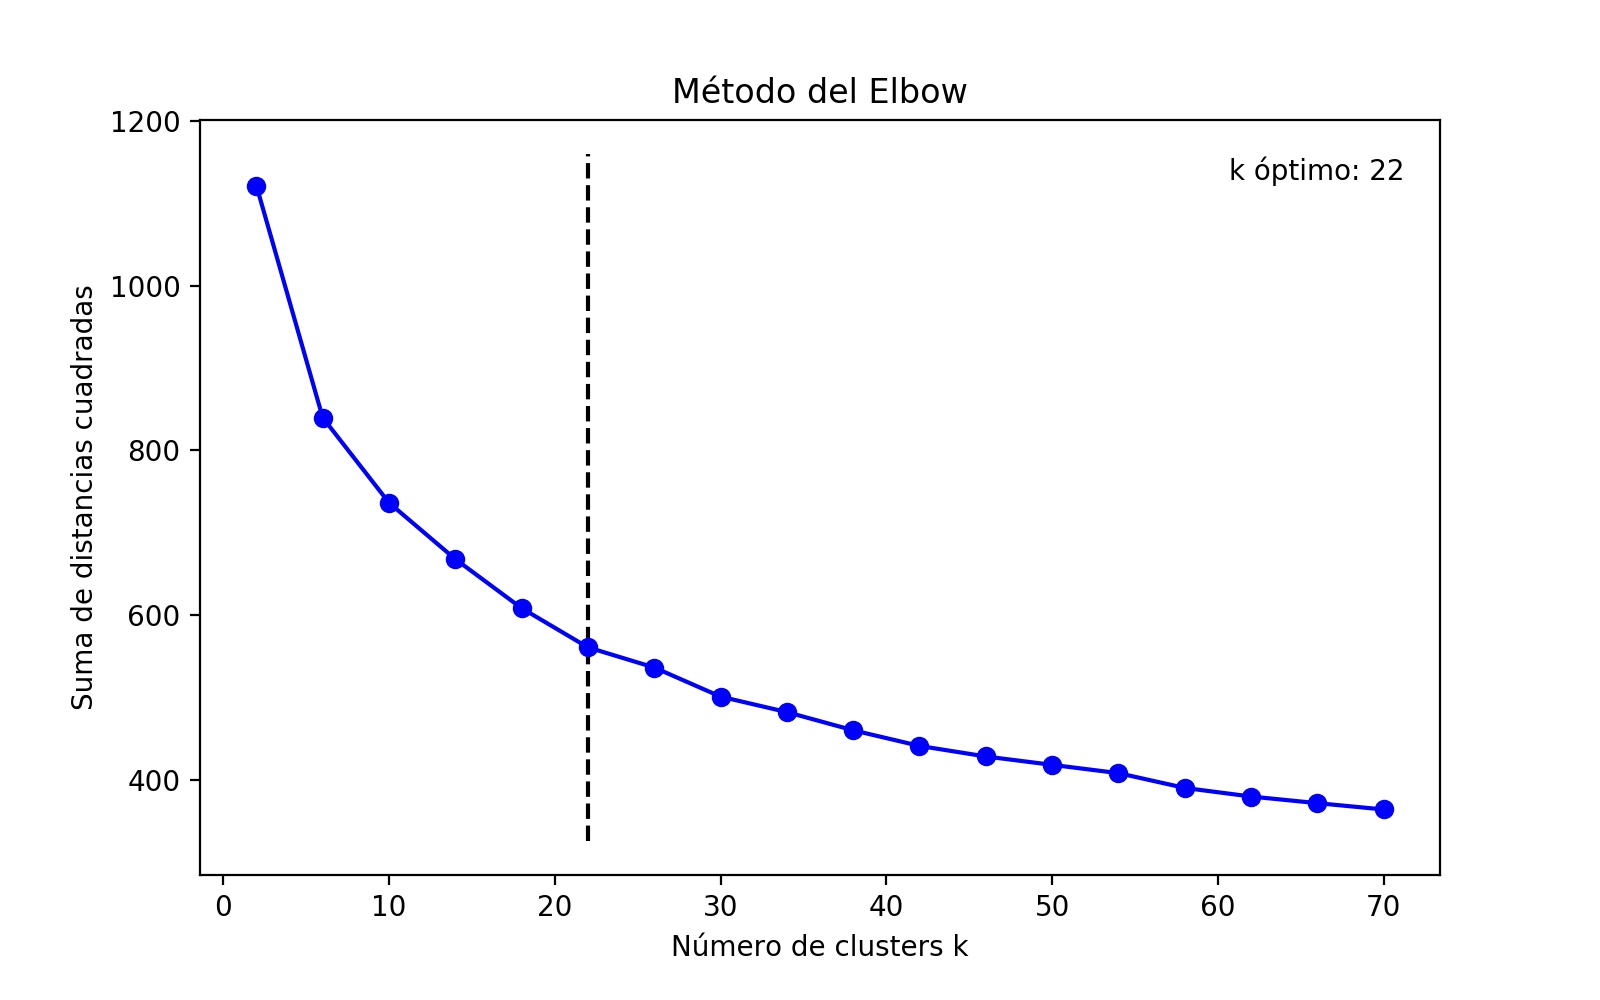 Método del Elbow
k óptimo: 22
Suma de distancias cuadradas
1200
1000
800
600
400
0 10 20 30 40 50 60 70
Número de clusters k